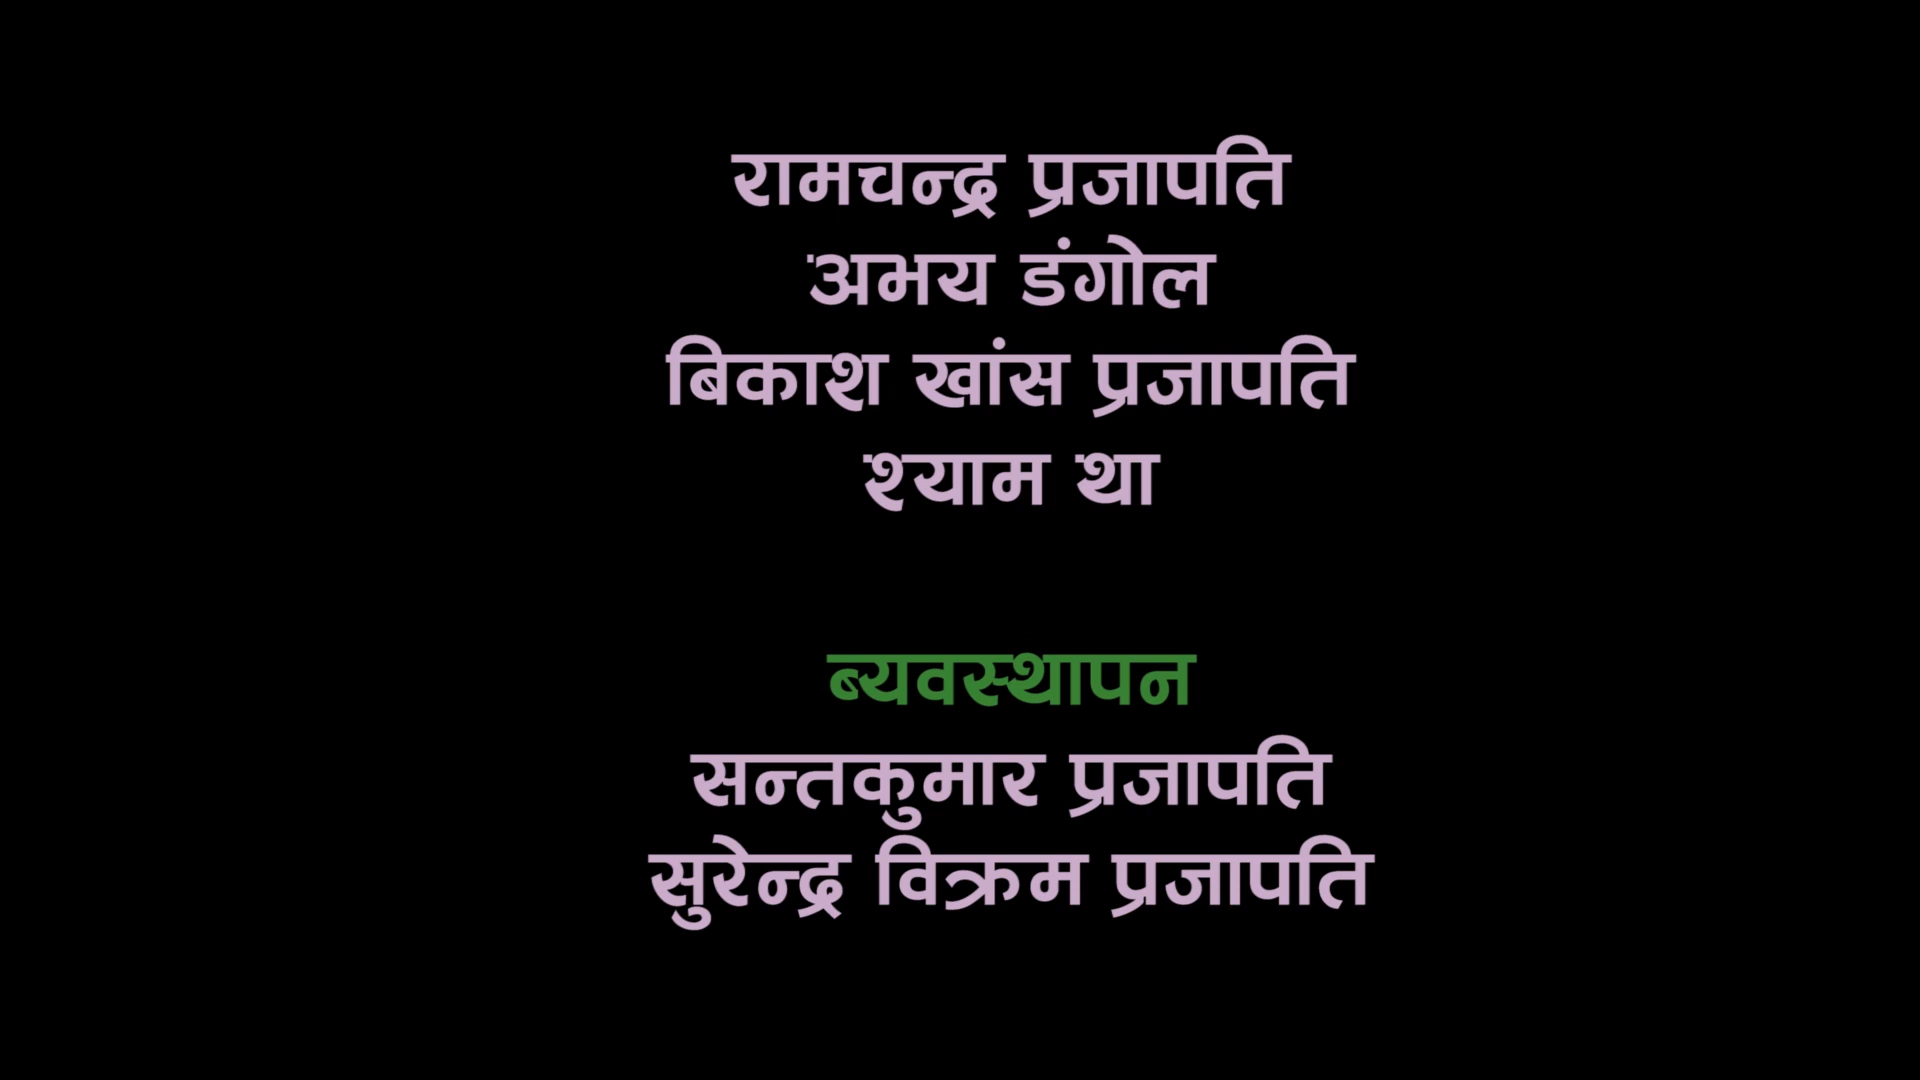 रामचन्द्र प्रजापति
अभय डंगोल
बिकाश खांस प्रजापति
श्याम था
ब्यवस्थापन
सन्तकुमार प्रजापति
सुरेन्द्र विक्रम प्रजापति